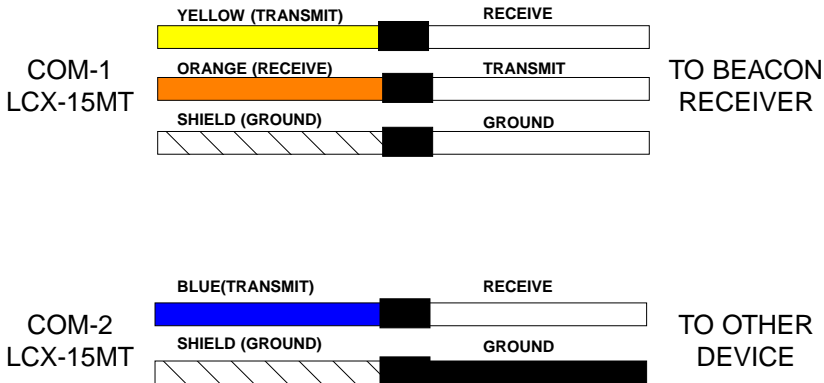 YELLOW (TRANSMIT) RECEIVE
COM-1
LCX-15MT
ORANGE (RECEIVE) TRANSMIT
TO BEACON
RECEIVER
SHIELD (GROUND) GROUND
BLUE(TRANSMIT) RECEIVE
COM-2
LCX-15MT
TO OTHER
DEVICE
SHIELD (GROUND) GROUND